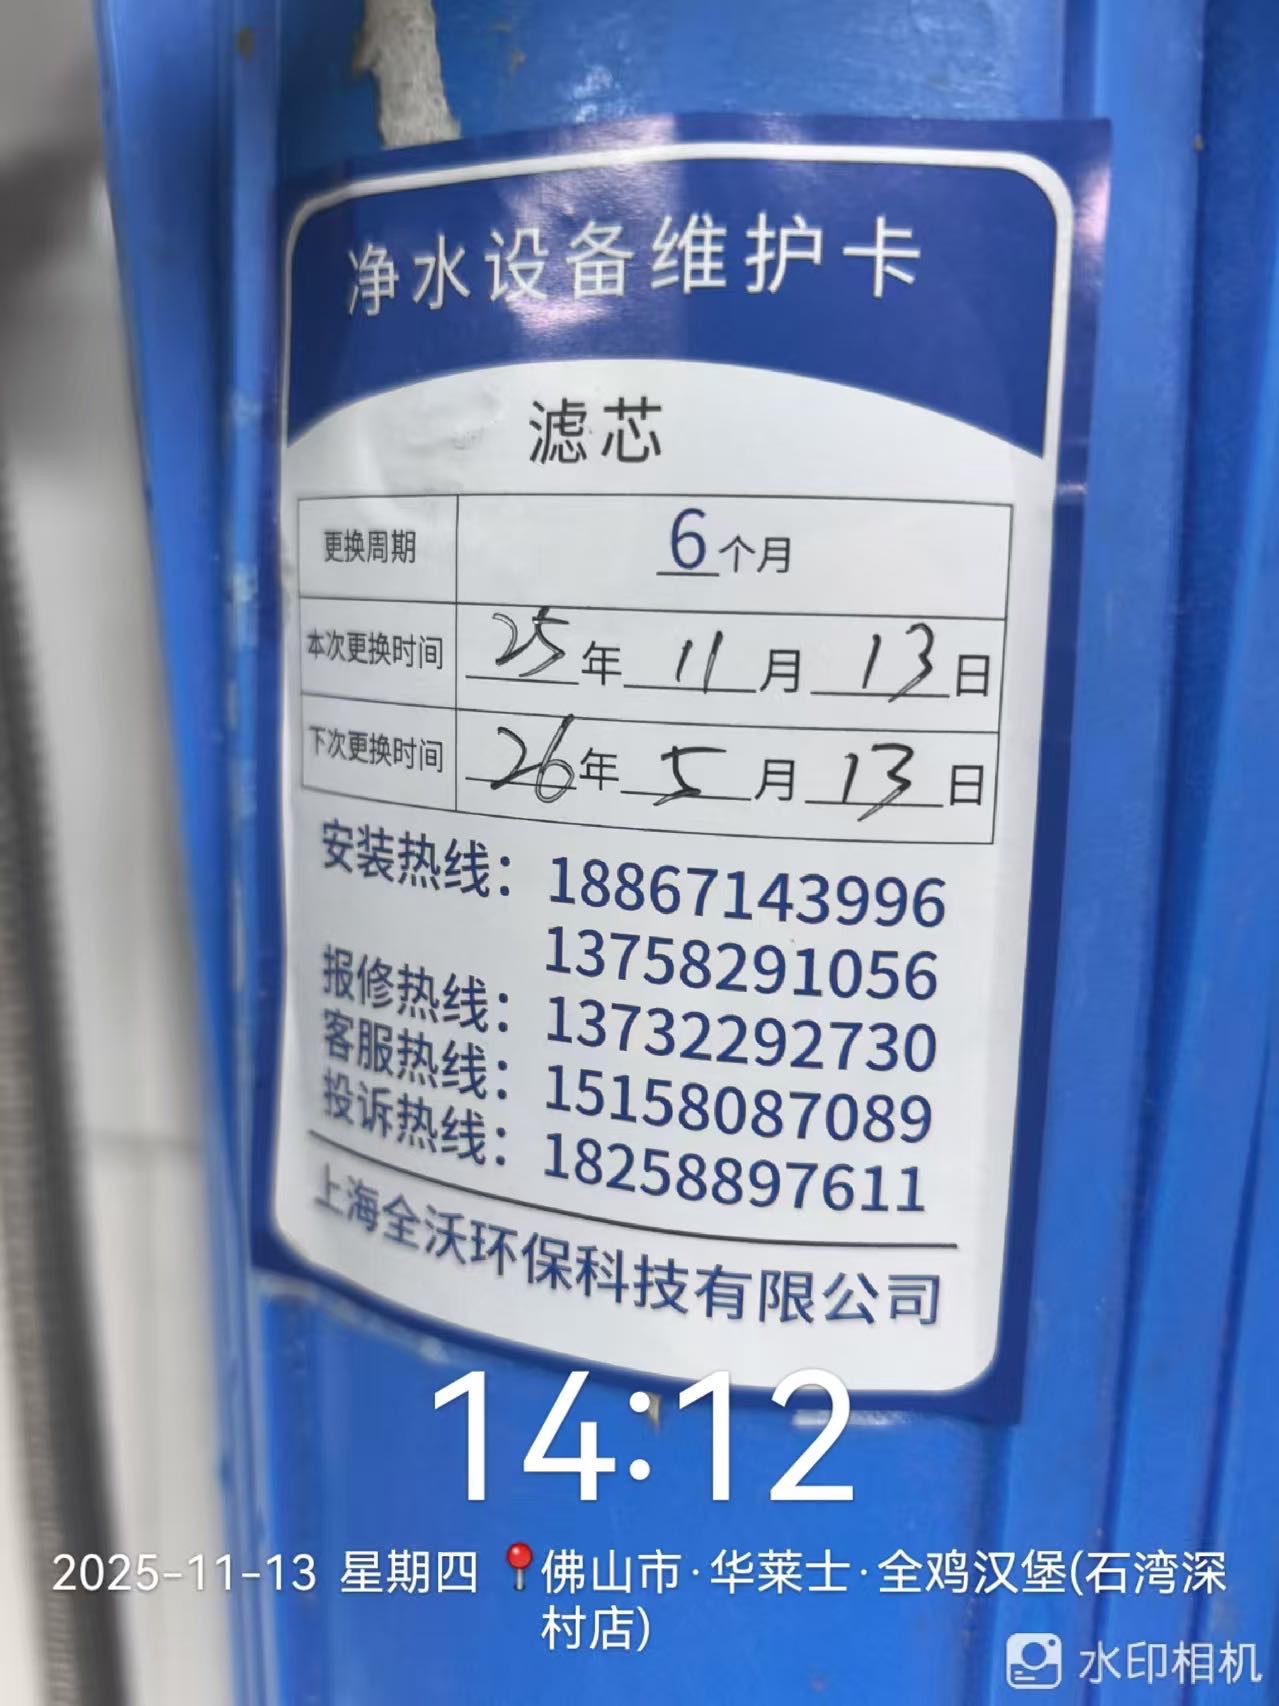 净水设备维护卡
滤芯
更换周期 6个月
本次更换时间 25年 11月 13日
下次更换时间 26年 5月 13日
安装热线：18867143996
13758291056
报修热线：13732292730
客服热线：15158087089
投诉热线：18258897611
上海全沃环保科技有限公司
14:12
2025-11-13 星期四 佛山市·华莱士·全鸡汉堡(石湾深
村店)
水印相机